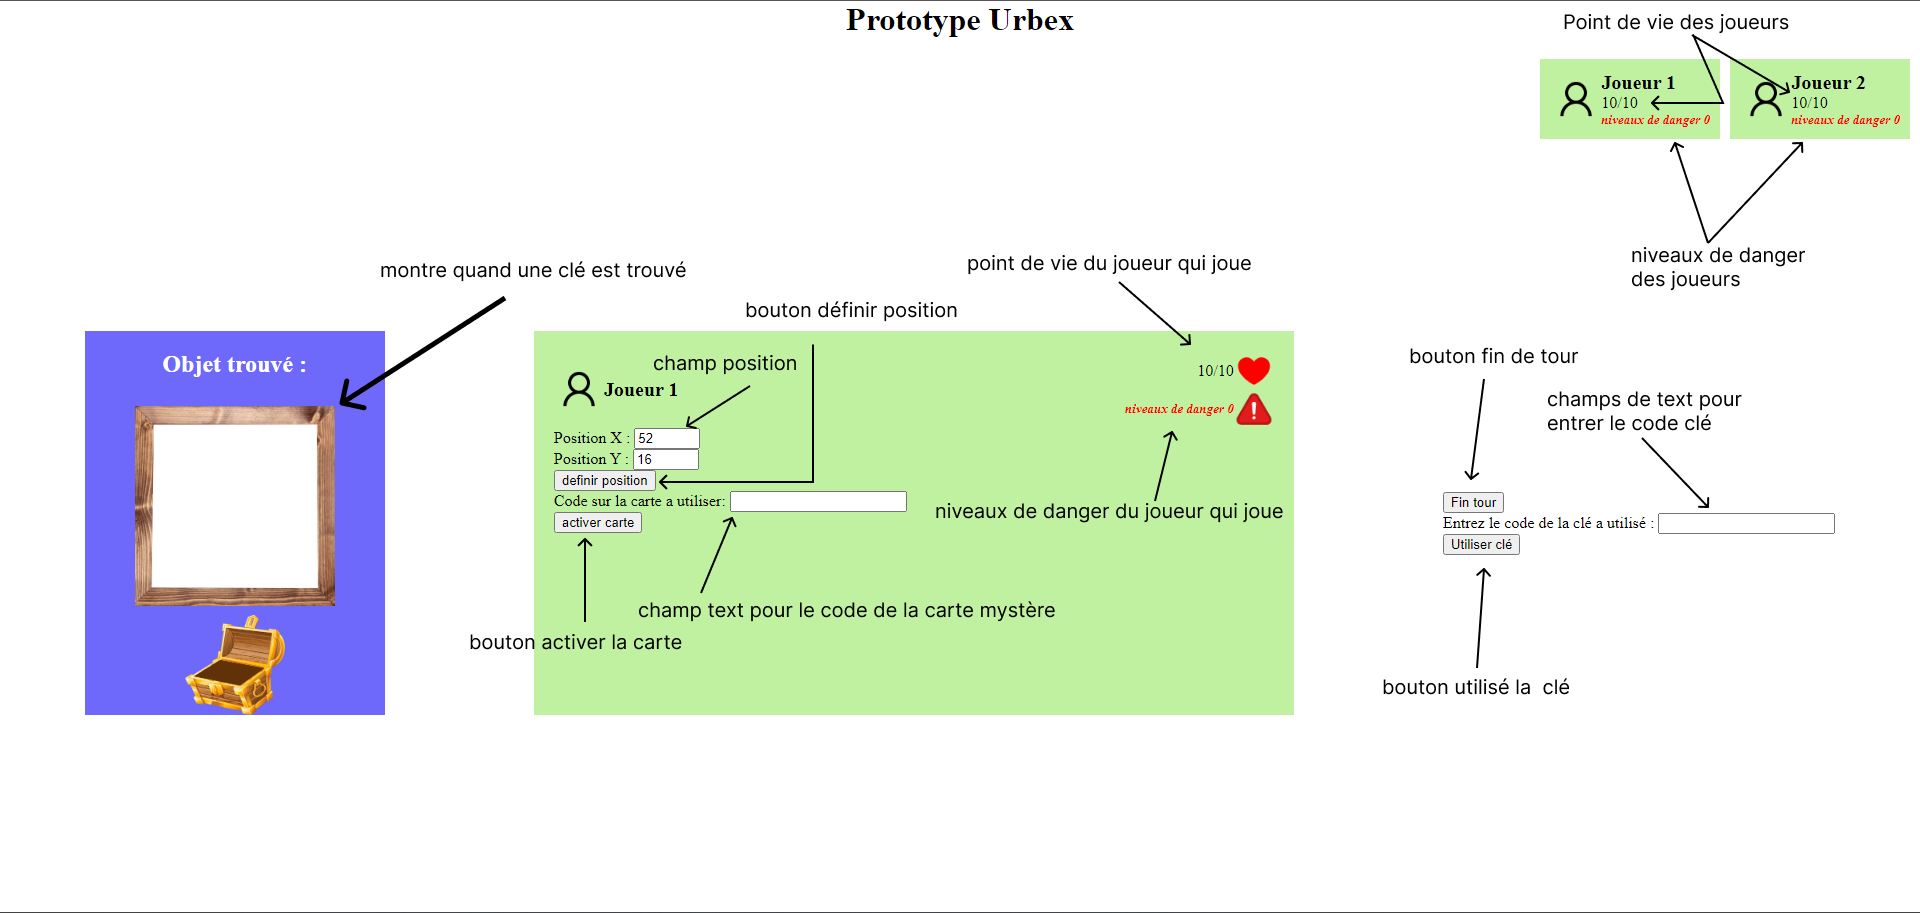 Prototype Urbex
Point de vie des joueurs
Joueur 1
10/10
niveaux de danger 0
Joueur 2
10/10
niveaux de danger 0
niveaux de danger
des joueurs
montre quand une clé est trouvé
point de vie du joueur qui joue
bouton définir position
Objet trouvé :
champ position
10/10
Joueur 1
niveaux de danger 0
Position X : 52
Position Y : 16
definir position
Code sur la carte a utiliser:
activer carte
niveaux de danger du joueur qui joue
champ text pour le code de la carte mystère
bouton activer la carte
bouton fin de tour
champs de text pour
entrer le code clé
Fin tour
Entrez le code de la clé a utilisé :
Utiliser clé
bouton utilisé la  clé